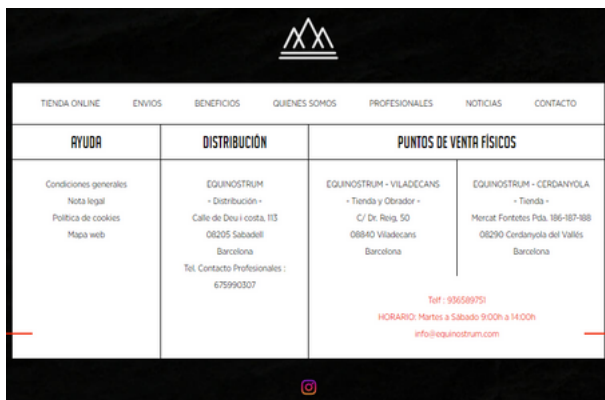 TIENDA ONLINE ENVIOS BENEFICIOS QUIENES SOMOS PROFESIONALES NOTICIAS CONTACTO
AYUDA
Condiciones generales
Nota legal
Política de cookies
Mapa web
DISTRIBUCIÓN
EQUINOSTRUM
- Distribución -
Calle de Deu i costa, 113
08205 Sabadell
Barcelona
Tel. Contacto Profesionales :
675990307
PUNTOS DE VENTA FÍSICOS
EQUINOSTRUM - VILADECANS
- Tienda y Obrador -
C/ Dr. Reig, 50
08840 Viladecans
Barcelona
EQUINOSTRUM - CERDANYOLA
- Tienda -
Mercat Fontetes Pda. 186-187-188
08290 Cerdanyola del Vallés
Barcelona
Telf : 936589751
HORARIO: Martes a Sábado 9:00h a 14:00h
info@equinostrum.com